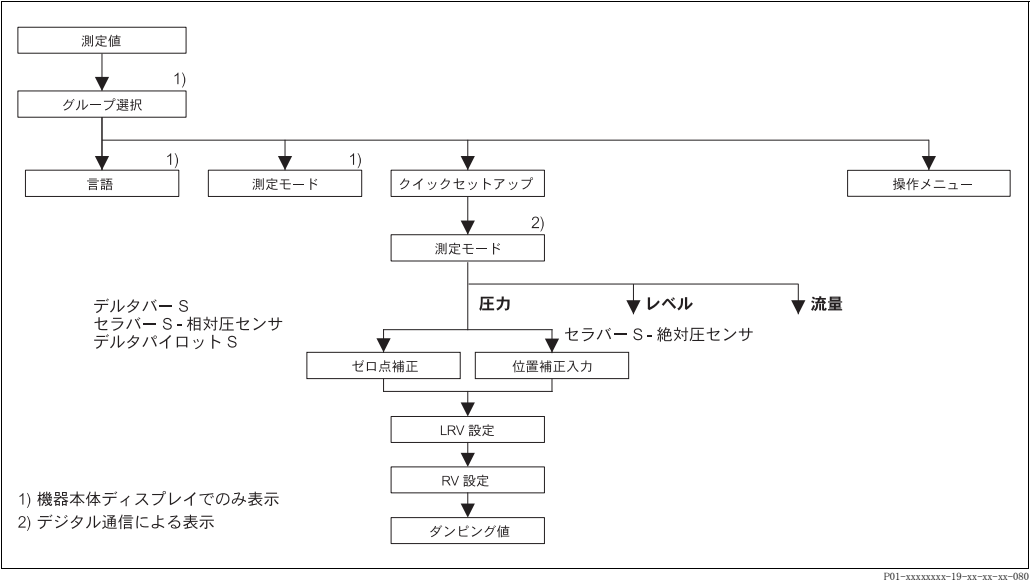 測定値
1)
グループ選択
1)
言語
1)
測定モード
クイックセットアップ
操作メニュー
2)
測定モード
圧力
レベル
流量
デルタバー S
セラバー S - 相対圧センサ
デルタパイロット S
セラバー S - 絶対圧センサ
ゼロ点補正
位置補正入力
LRV 設定
RV 設定
ダンピング値
1) 機器本体ディスプレイでのみ表示
2) デジタル通信による表示
P01-xxxxxxxx-19-xx-xx-xx-080